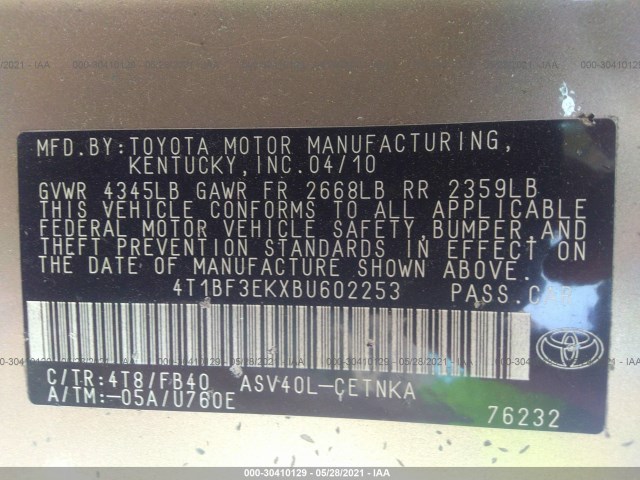 MFD.BY:TOYOTA MOTOR MANUFACTURING,
KENTUCKY,INC.04/10
GVWR 4345LB GAWR FR 2668LB RR 2359LB
THIS VEHICLE CONFORMS TO ALL APPLICABLE
FEDERAL MOTOR VEHICLE SAFETY,BUMPER,AND
THEFT PREVENTION STANDARDS IN EFFECT ON
THE DATE OF MANUFACTURE SHOWN ABOVE.
4T1BF3EKXBU602253 PASS.CAR
C/TR:4T8/FB40 ASV40L-CETNKA
A/TM:-05A/U760E
76232
000-30410129 - 05/28/2021 - IAA